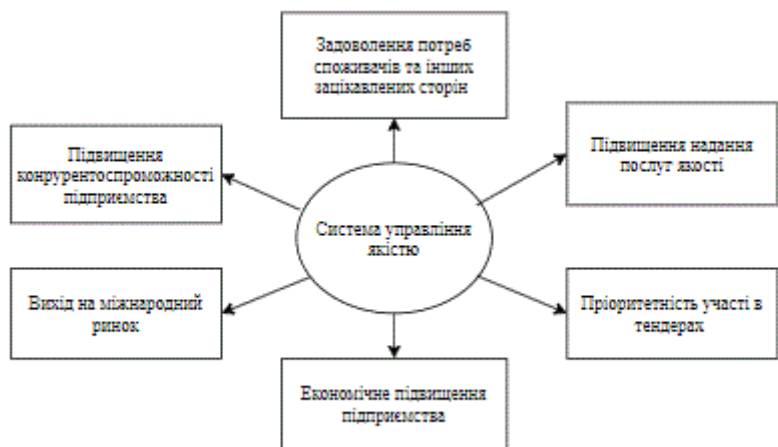 Задоволення потреб
споживачів та інших
зацікавлених сторін
Підвищення
конрурентоспроможності
підприємства
Підвищення надання
послуг якості
Система управління
якістю
Вихід на міжнародний
ринок
Пріоритетність участі в
тендерах
Економічне підвищення
підприємства